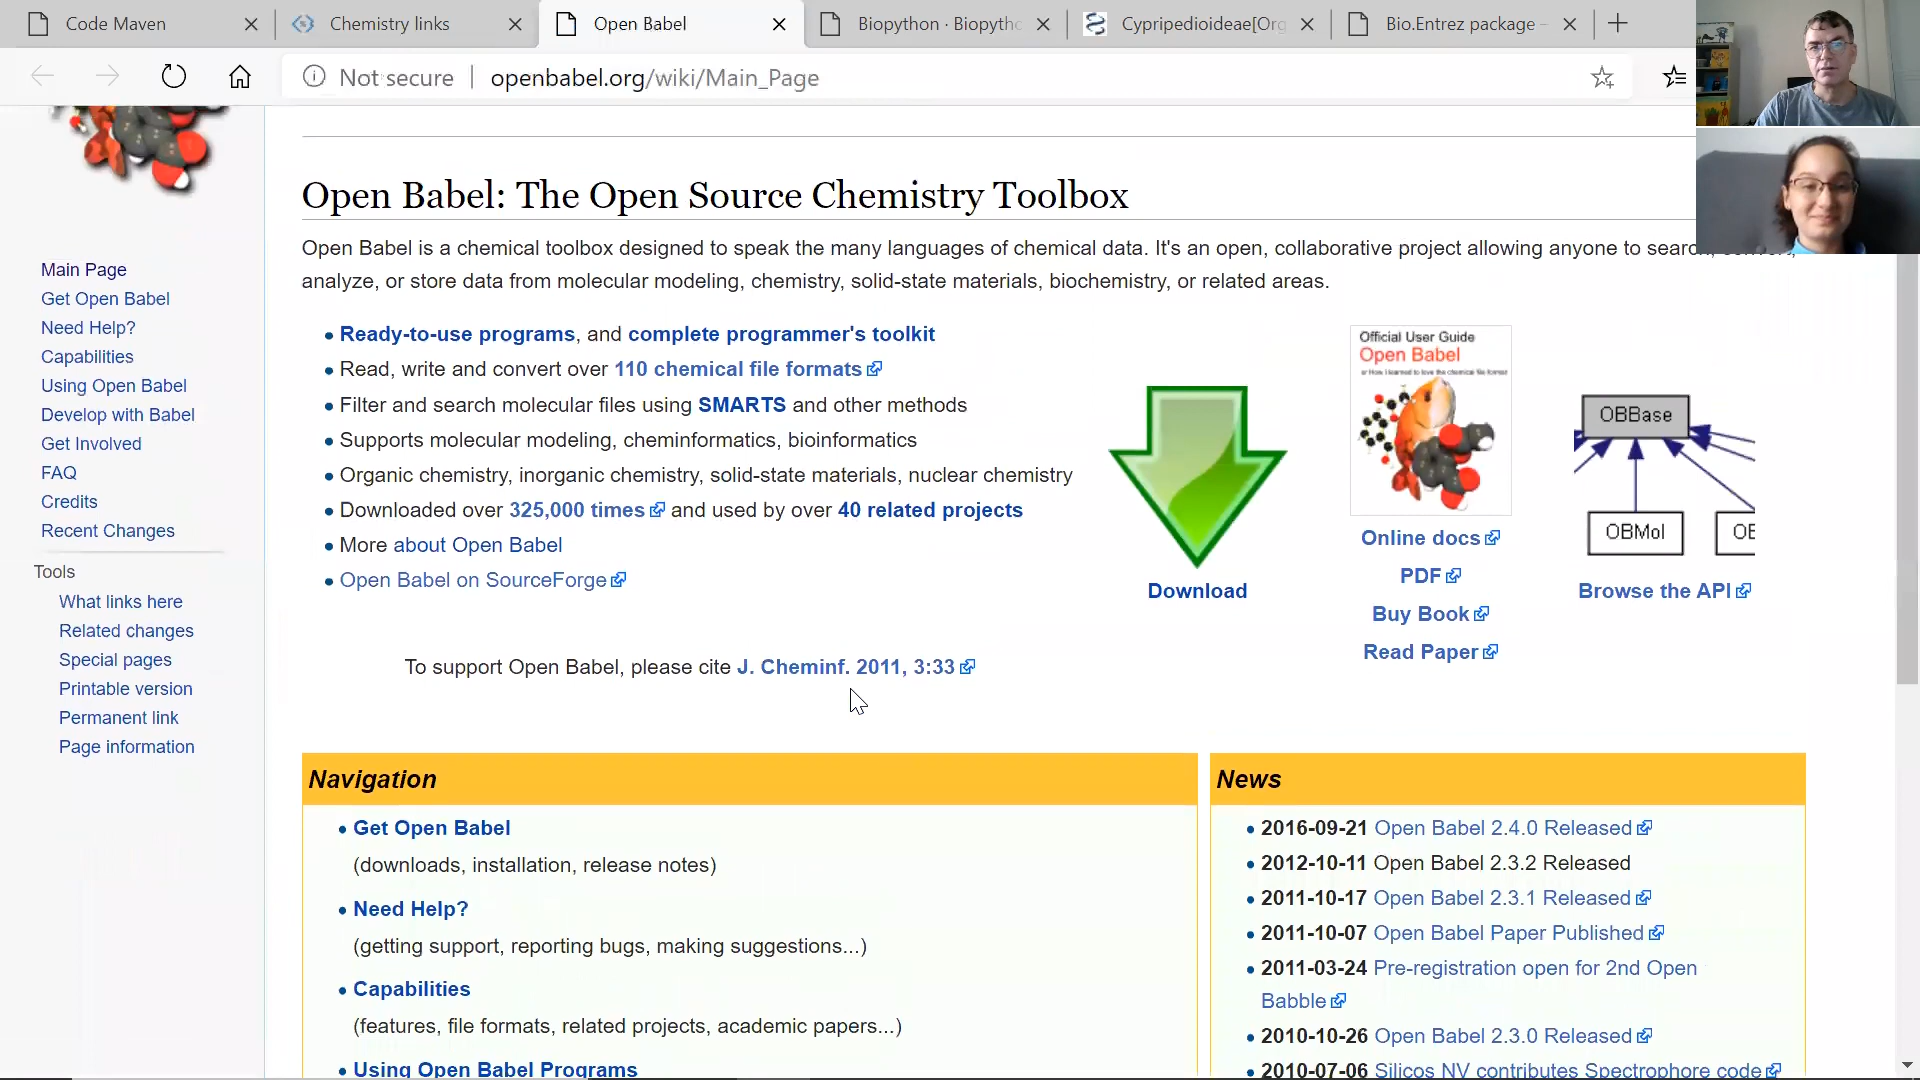 Code Maven
Chemistry links
Open Babel
Biopython · Biopytho
Cypripedioideae[Org
Bio.Entrez package -
Not secure
openbabel.org/wiki/Main_Page
Open Babel: The Open Source Chemistry Toolbox
Open Babel is a chemical toolbox designed to speak the many languages of chemical data. It's an open, collaborative project allowing anyone to search, convert,
analyze, or store data from molecular modeling, chemistry, solid-state materials, biochemistry, or related areas.
Main Page
Get Open Babel
Need Help?
Capabilities
Using Open Babel
Develop with Babel
Get Involved
FAQ
Credits
Recent Changes
Tools
What links here
Related changes
Special pages
Printable version
Permanent link
Page information
Ready-to-use programs, and complete programmer's toolkit
Read, write and convert over 110 chemical file formats
Filter and search molecular files using SMARTS and other methods
Supports molecular modeling, cheminformatics, bioinformatics
Organic chemistry, inorganic chemistry, solid-state materials, nuclear chemistry
Downloaded over 325,000 times and used by over 40 related projects
More about Open Babel
Open Babel on SourceForge
To support Open Babel, please cite J. Cheminf. 2011, 3:33
Download
Official User Guide
Open Babel
or How I learned to love the chemical file format
Online docs
PDF
Buy Book
Read Paper
OBBase
OBMol
Browse the API
Navigation
Get Open Babel
(downloads, installation, release notes)
Need Help?
(getting support, reporting bugs, making suggestions...)
Capabilities
(features, file formats, related projects, academic papers...)
Using Open Babel Programs
News
2016-09-21 Open Babel 2.4.0 Released
2012-10-11 Open Babel 2.3.2 Released
2011-10-17 Open Babel 2.3.1 Released
2011-10-07 Open Babel Paper Published
2011-03-24 Pre-registration open for 2nd Open
Babble
2010-10-26 Open Babel 2.3.0 Released
2010-07-06 Silicos NV contributes Spectrophore code